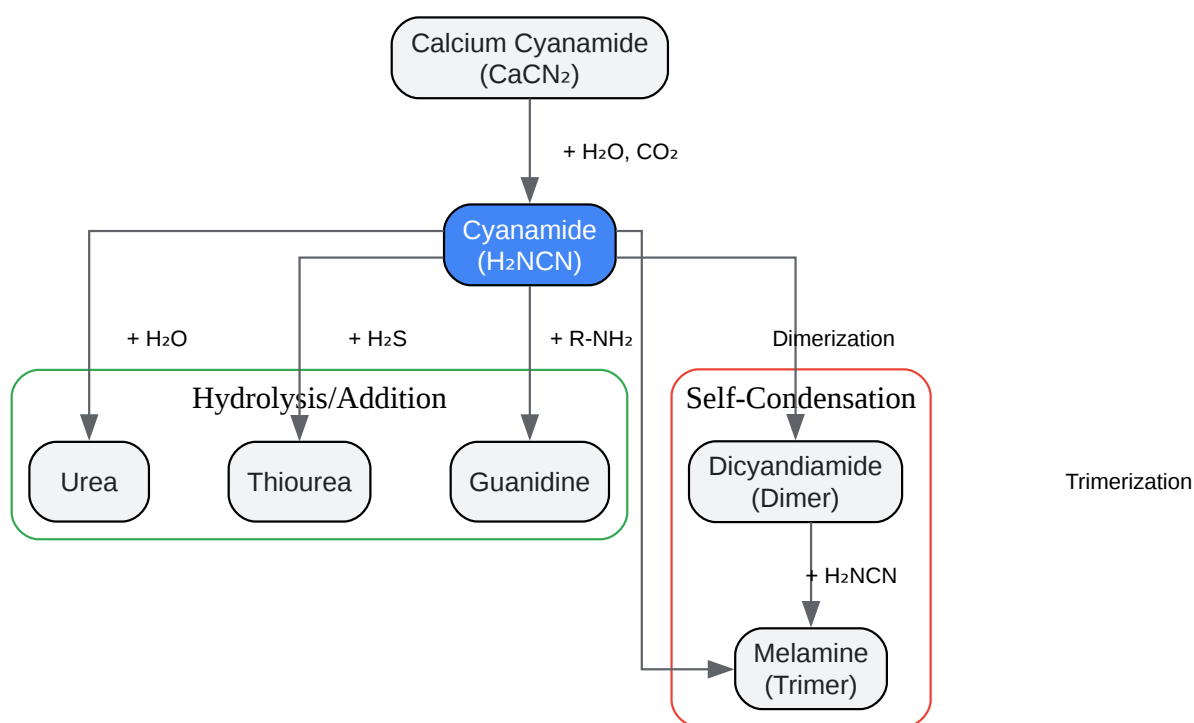 Calcium Cyanamide
(CaCN₂)
+ H₂O, CO₂
Cyanamide
(H₂NCN)
+ H₂O
+ H₂S
+ R-NH₂
Dimerization
Hydrolysis/Addition
Self-Condensation
Urea
Thiourea
Guanidine
Dicyandiamide
(Dimer)
Trimerization
+ H₂NCN
Melamine
(Trimer)